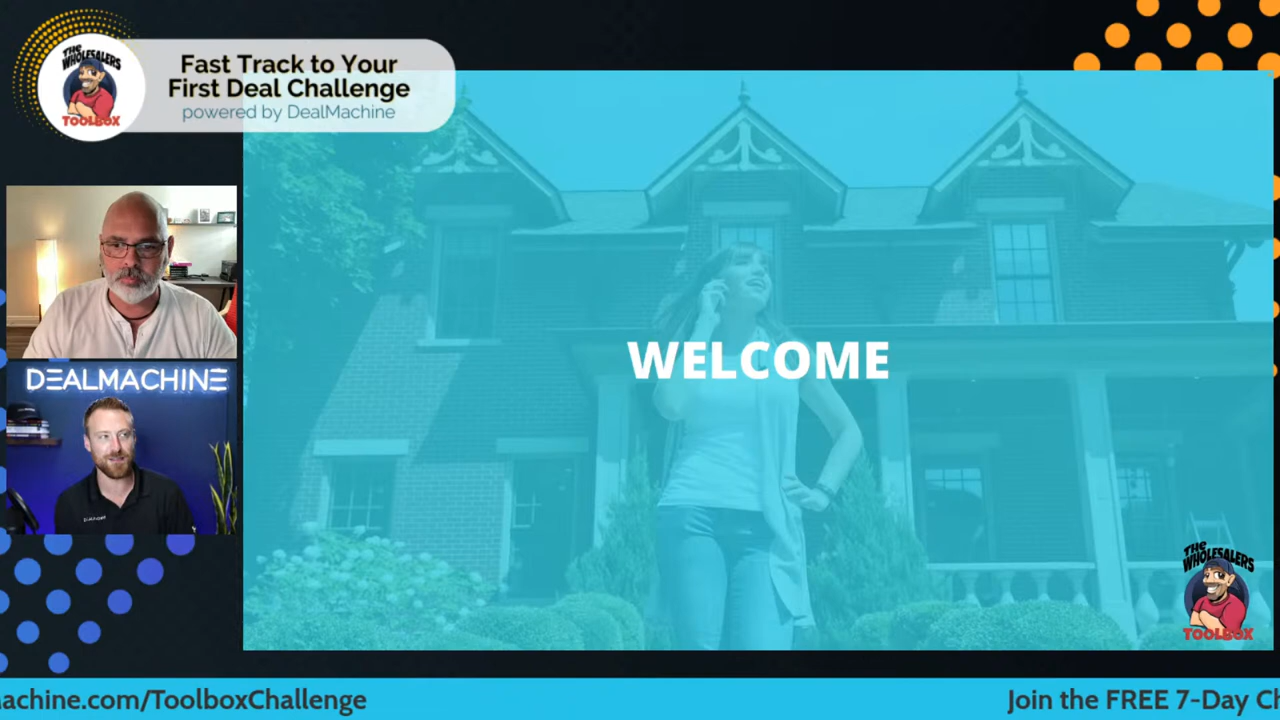 THE
WHOLESALERS
TOOLBOX
Fast Track to Your
First Deal Challenge
powered by DealMachine
DEALMACHINE
WELCOME
THE
WHOLESALERS
TOOLBOX
achine.com/ToolboxChallenge
Join the FREE 7-Day Ch